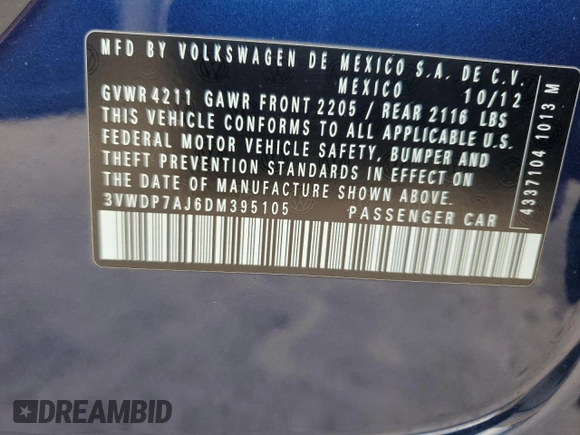 MFD BY VOLKSWAGEN DE MEXICO S.A. DE C.V.
MEXICO 10/12
GVWR 4211 GAWR FRONT 2205 / REAR 2116 LBS
THIS VEHICLE CONFORMS TO ALL APPLICABLE U.S.
FEDERAL MOTOR VEHICLE SAFETY, BUMPER AND
THEFT PREVENTION STANDARDS IN EFFECT ON
THE DATE OF MANUFACTURE SHOWN ABOVE
3VWDP7AJ6DM395105 PASSENGER CAR
4337104 1013 M
DREAMBID